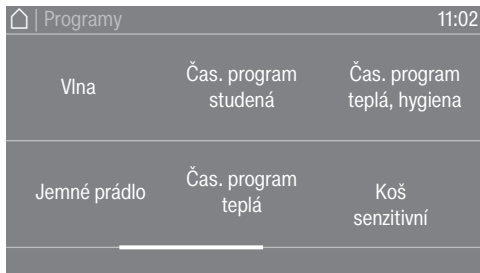 | Programy 11:02
Vlna
Čas. program
studená
Čas. program
teplá, hygiena
Jemné prádlo
Čas. program
teplá
Koš
senzitivní